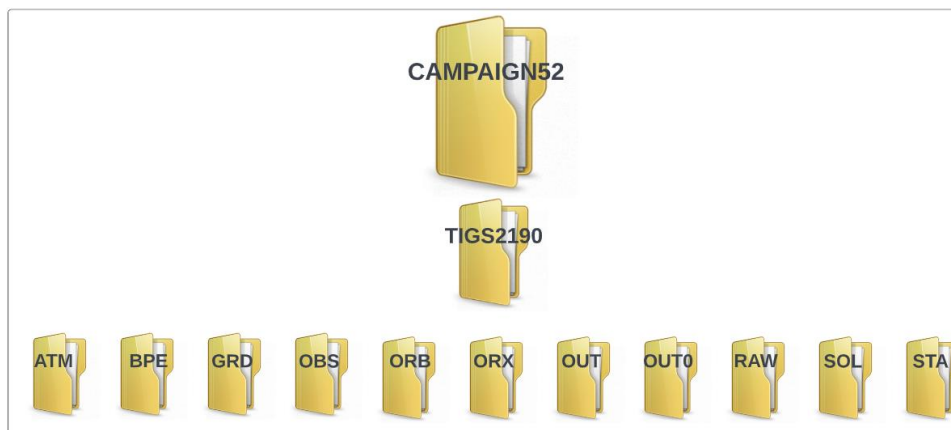 CAMPAIGN52
TIGS2190
ATM BPE GRD OBS ORB ORX OUT OUT0 RAW SOL STA